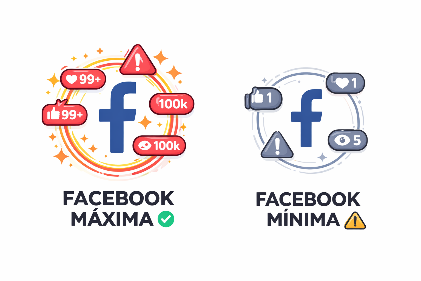 99+
99+
100k
100k
f
FACEBOOK
MÁXIMA
1
1
5
f
FACEBOOK
MÍNIMA